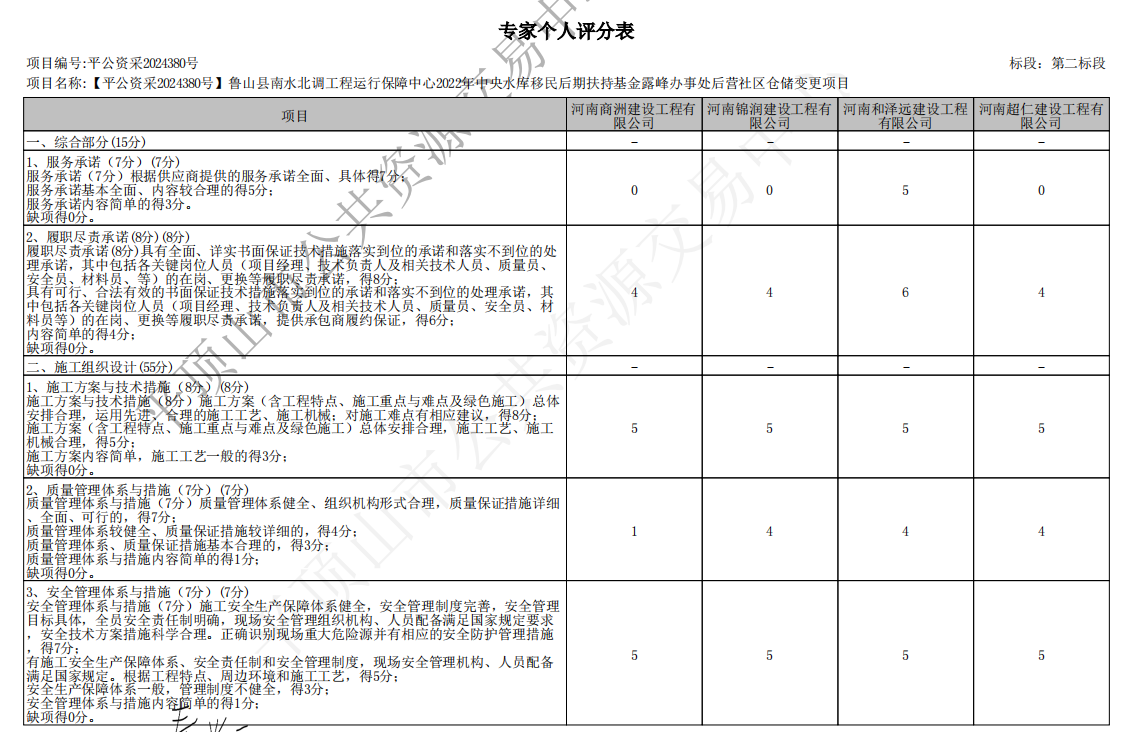 专家个人评分表
项目编号:平公资采2024380号 标段: 第二标段
项目名称:【平公资采2024380号】鲁山县南水北调工程运行保障中心2022年中央水库移民后期扶持基金露峰办事处后营社区仓储变更项目
项目 河南商洲建设工程有限公司 河南锦润建设工程有限公司 河南和泽远建设工程有限公司 河南超仁建设工程有限公司
一、综合部分(15分) - - - -
1、服务承诺（7分）(7分)
服务承诺（7分）根据供应商提供的服务承诺全面、具体得7分;
服务承诺基本全面、内容较合理的得5分;
服务承诺内容简单的得3分。
缺项得0分。
0 0 5 0
2、履职尽责承诺(8分)(8分)
履职尽责承诺(8分)具有全面、详实书面保证技术措施落实到位的承诺和落实不到位的处
理承诺，其中包括各关键岗位人员（项目经理、技术负责人及相关技术人员、质量员、
安全员、材料员、等）的在岗、更换等履职尽责承诺，得8分;
具有可行、合法有效的书面保证技术措施落实到位的承诺和落实不到位的处理承诺，其
中包括各关键岗位人员（项目经理、技术负责人及相关技术人员、质量员、安全员、材
料员等）的在岗、更换等履职尽责承诺，提供承包商履约保证，得6分;
内容简单的得4分;
缺项得0分。
4 4 6 4
二、施工组织设计(55分) - - - -
1、施工方案与技术措施（8分）(8分)
施工方案与技术措施（8分）施工方案（含工程特点、施工重点与难点及绿色施工）总体
安排合理，运用先进、合理的施工工艺、施工机械; 对施工难点有相应建议，得8分;
施工方案（含工程特点、施工重点与难点及绿色施工）总体安排合理，施工工艺、施工
机械合理，得5分;
施工方案内容简单，施工工艺一般的得3分;
缺项得0分。
5 5 5 5
2、质量管理体系与措施（7分）(7分)
质量管理体系与措施（7分）质量管理体系健全、组织机构形式合理，质量保证措施详细
、全面、可行的，得7分;
质量管理体系较健全、质量保证措施较详细的，得4分;
质量管理体系、质量保证措施基本合理的，得3分;
质量管理体系与措施内容简单的得1分;
缺项得0分。
1 4 4 4
3、安全管理体系与措施（7分）(7分)
安全管理体系与措施（7分）施工安全生产保障体系健全，安全管理制度完善，安全管理
目标具体，全员安全责任制明确，现场安全管理组织机构、人员配备满足国家规定要求
，安全技术方案措施科学合理。正确识别现场重大危险源并有相应的安全防护管理措施
，得7分;
有施工安全生产保障体系、安全责任制和安全管理制度，现场安全管理机构、人员配备
满足国家规定。根据工程特点、周边环境和施工工艺，得5分;
安全生产保障体系一般，管理制度不健全，得3分;
安全管理体系与措施内容简单的得1分;
缺项得0分。
5 5 5 5
平顶山市公共资源交易中
平顶山市公共资源交易中